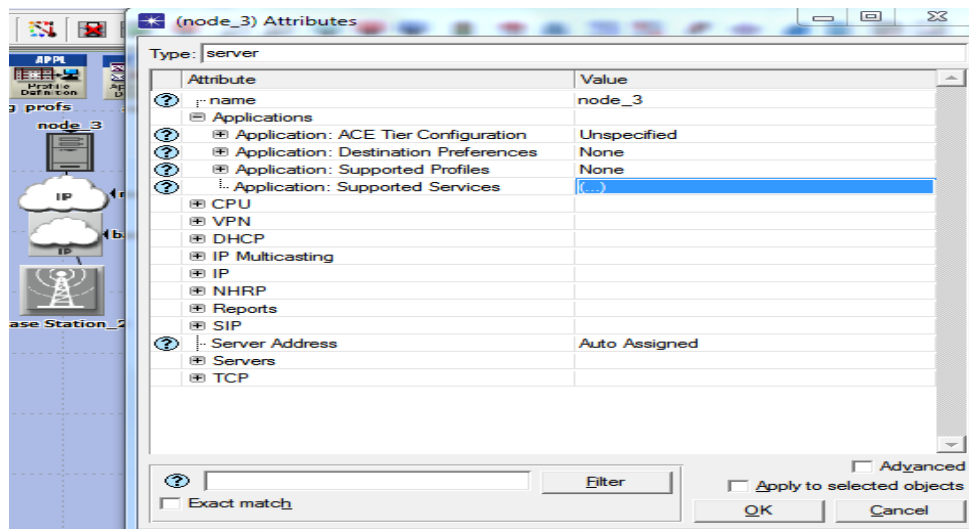 (node_3) Attributes
Type: server
Attribute Value
name node_3
Applications
Application: ACE Tier Configuration Unspecified
Application: Destination Preferences None
Application: Supported Profiles None
Application: Supported Services (...)
CPU
VPN
DHCP
IP Multicasting
IP
NHRP
Reports
SIP
Server Address Auto Assigned
Servers
TCP
Advanced
Filter
Apply to selected objects
Exact match
OK Cancel
APPL
Profile
Definition
g profs
node_3
IP
IP
ase Station_2